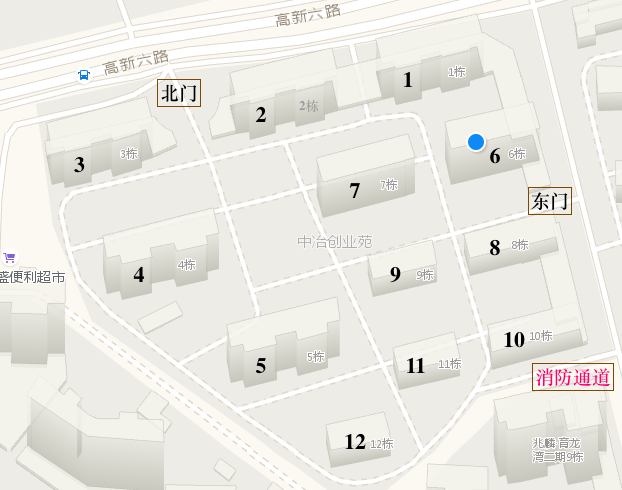 高新六路
高新六路
北门
1
1栋
2
2栋
3
3栋
6
6栋
7
7栋
东门
中冶创业苑
4
4栋
8
8栋
9
9栋
盛便利超市
5
5栋
10
10栋
11
11栋
消防通道
12
12栋
兆麟 育龙
湾二期9栋